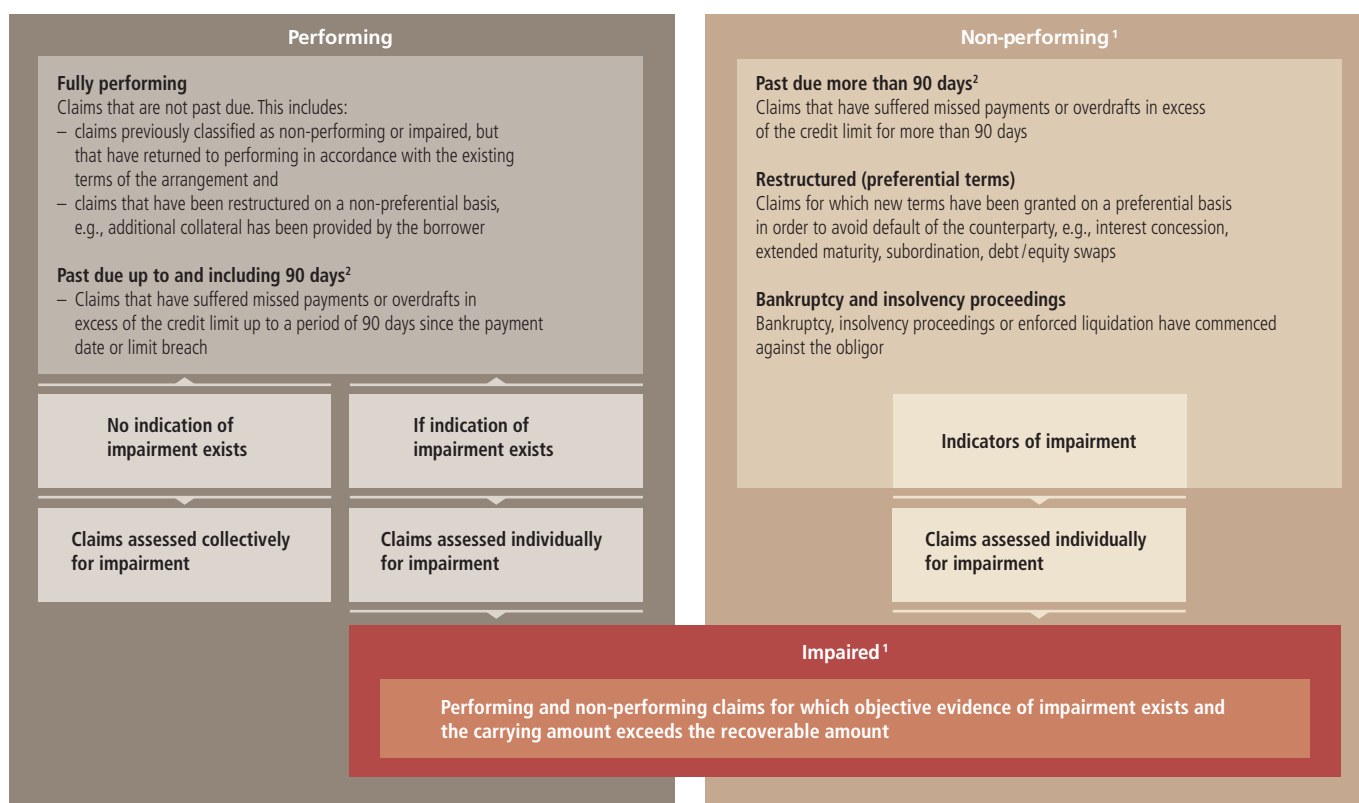 Performing
Fully performing
Claims that are not past due. This includes:
– claims previously classified as non-performing or impaired, but
that have returned to performing in accordance with the existing
terms of the arrangement and
– claims that have been restructured on a non-preferential basis,
e.g., additional collateral has been provided by the borrower
Past due up to and including 90 days²
– Claims that have suffered missed payments or overdrafts in
excess of the credit limit up to a period of 90 days since the payment
date or limit breach
No indication of
impairment exists
If indication of
impairment exists
Claims assessed collectively
for impairment
Claims assessed individually
for impairment
Non-performing¹
Past due more than 90 days²
Claims that have suffered missed payments or overdrafts in excess
of the credit limit for more than 90 days
Restructured (preferential terms)
Claims for which new terms have been granted on a preferential basis
in order to avoid default of the counterparty, e.g., interest concession,
extended maturity, subordination, debt/equity swaps
Bankruptcy and insolvency proceedings
Bankruptcy, insolvency proceedings or enforced liquidation have commenced
against the obligor
Indicators of impairment
Claims assessed individually
for impairment
Impaired¹
Performing and non-performing claims for which objective evidence of impairment exists and
the carrying amount exceeds the recoverable amount